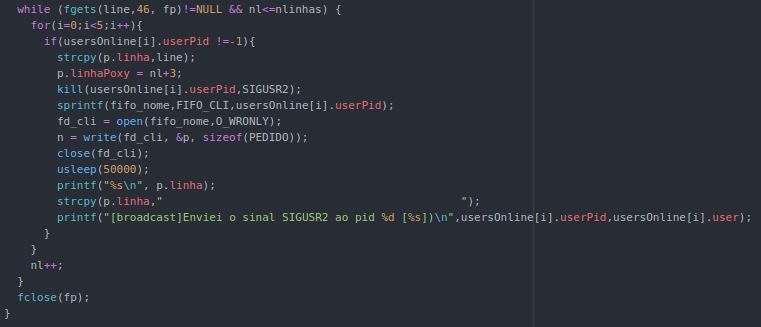 while (fgets(line,46, fp)!=NULL && nl<=nlinhas) {
for(i=0;i<5;i++){
if(usersOnline[i].userPid !=-1){
strcpy(p.linha,line);
p.linhaPoxy = nl+3;
kill(usersOnline[i].userPid,SIGUSR2);
sprintf(fifo_nome,FIFO_CLI,usersOnline[i].userPid);
fd_cli = open(fifo_nome,O_WRONLY);
n = write(fd_cli, &p, sizeof(PEDIDO));
close(fd_cli);
usleep(50000);
printf("%s\n", p.linha);
strcpy(p.linha,"                                             ");
printf("[broadcast]Enviei o sinal SIGUSR2 ao pid %d [%s])\n",usersOnline[i].userPid,usersOnline[i].user);
}
}
nl++;
}
fclose(fp);
}